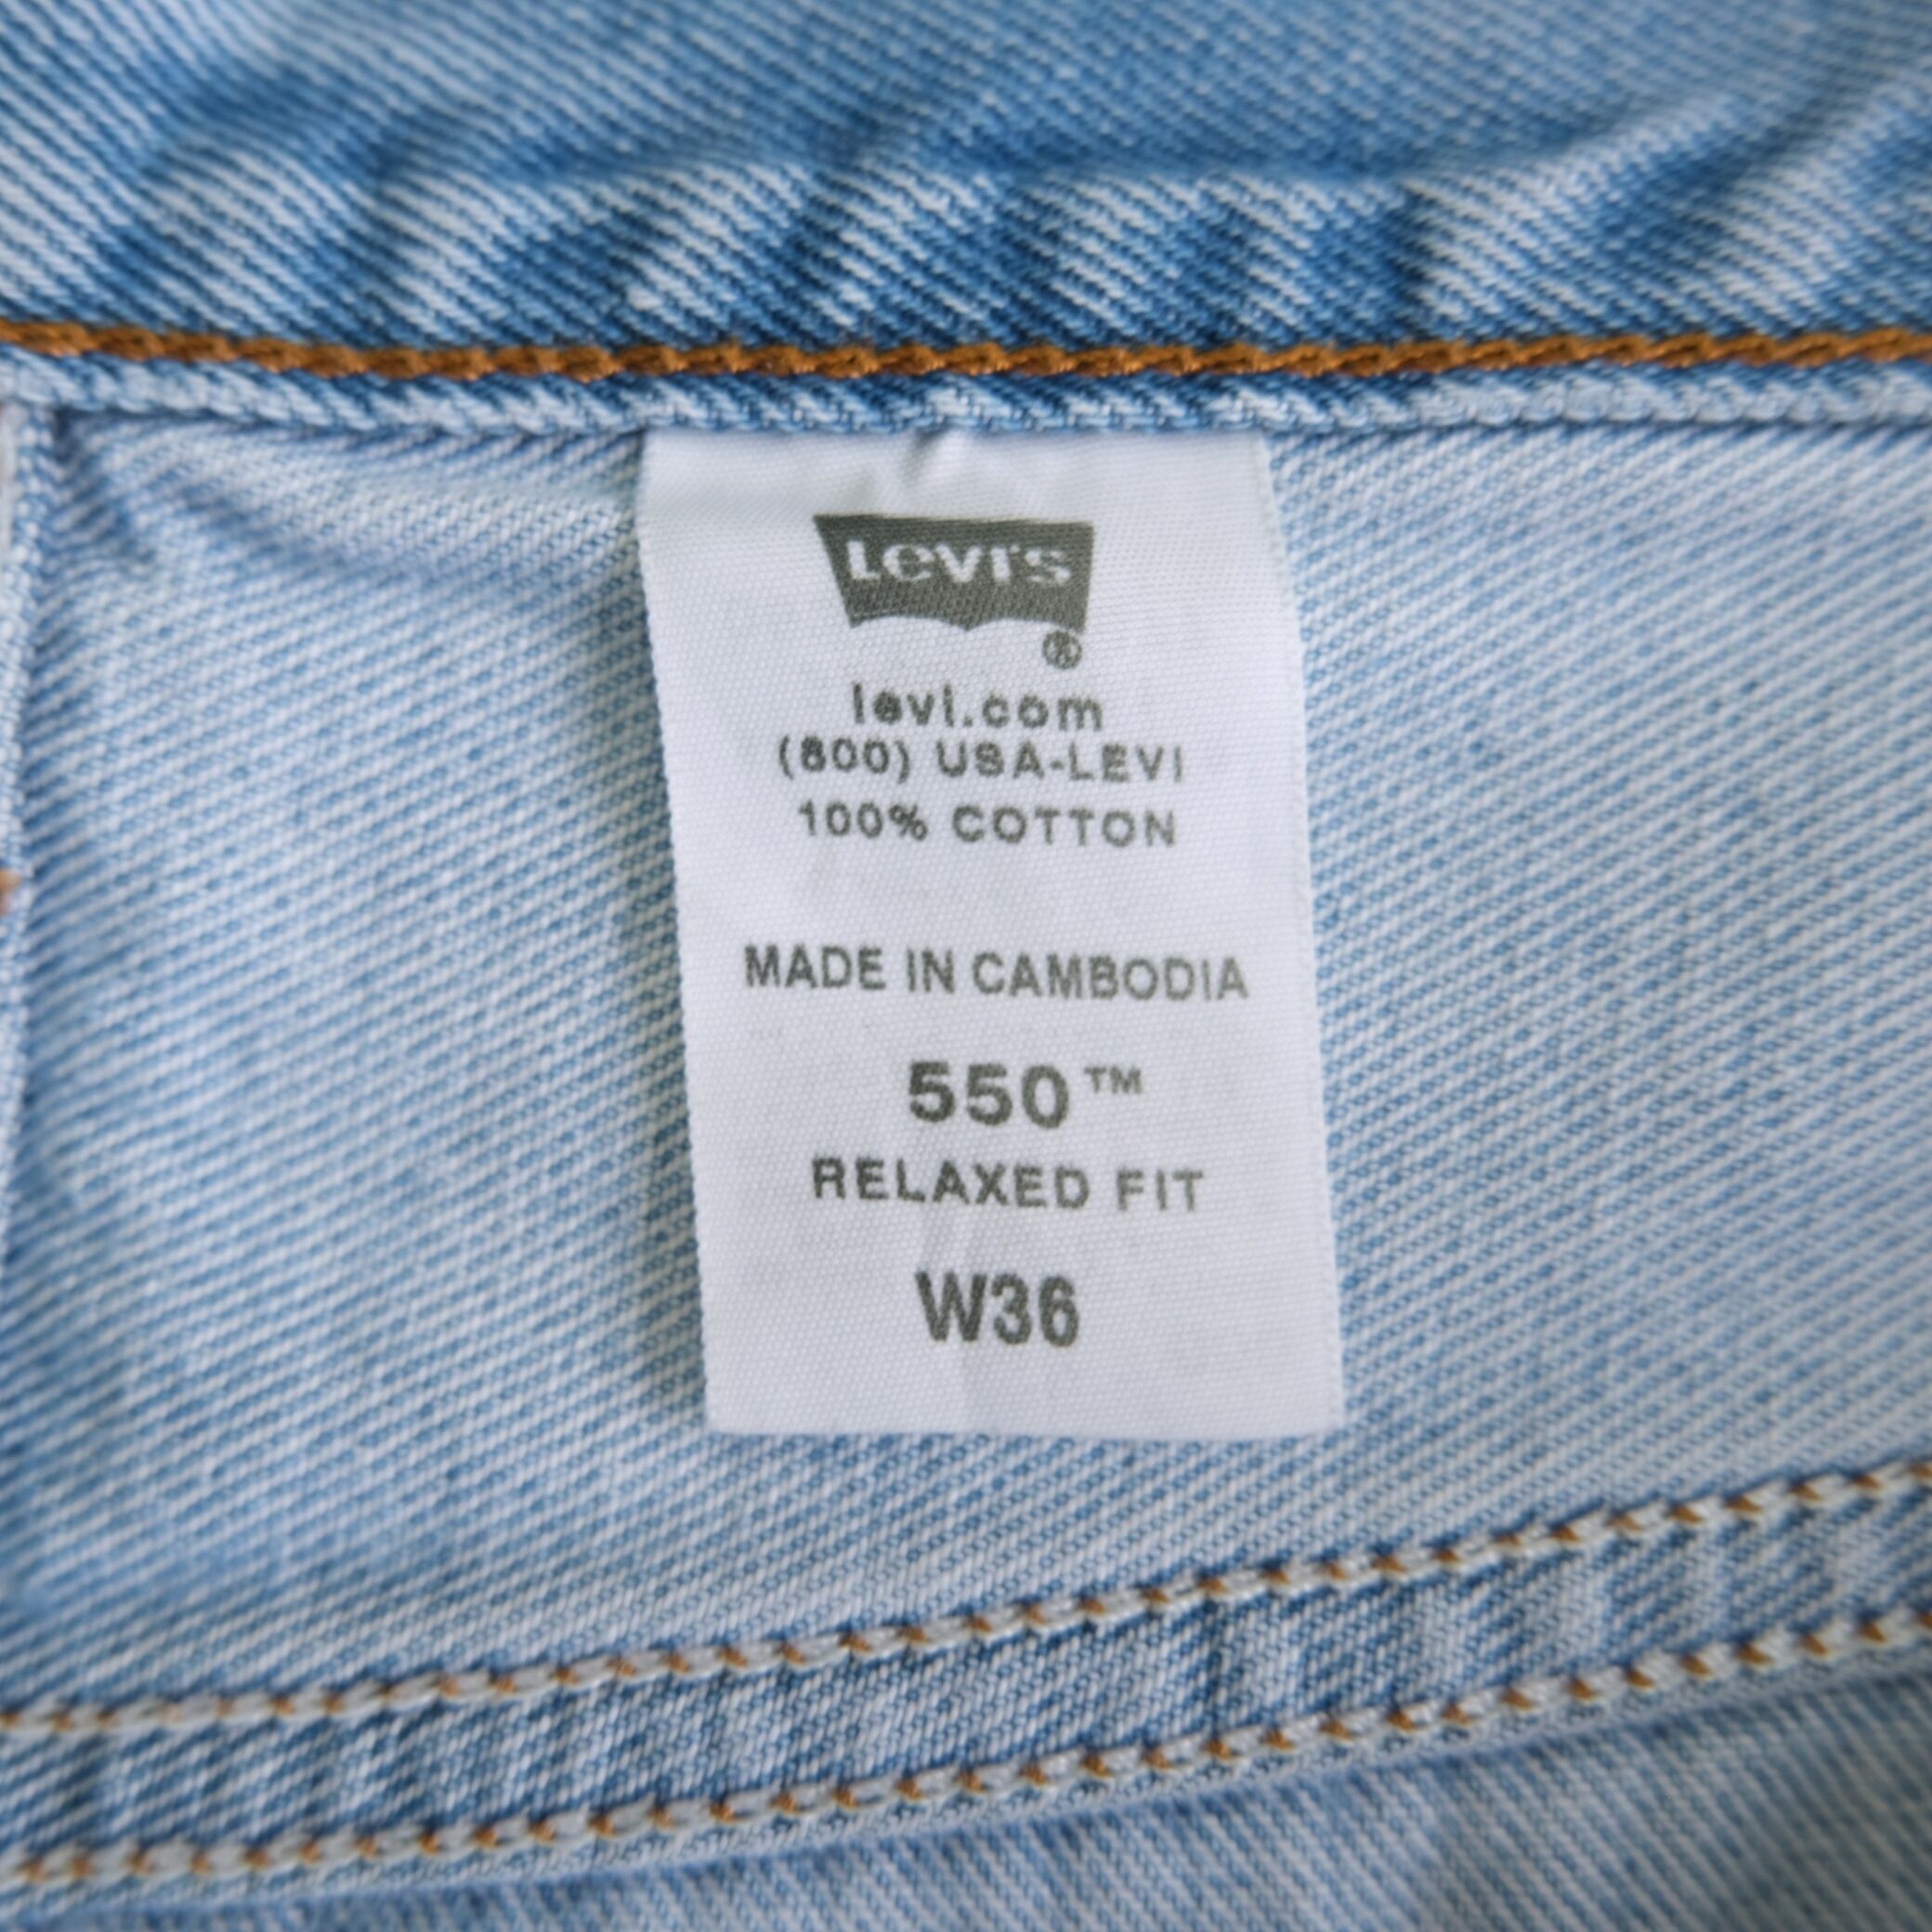 Levi's
®
levi.com
(800) USA-LEVI
100% COTTON
MADE IN CAMBODIA
550™
RELAXED FIT
W36